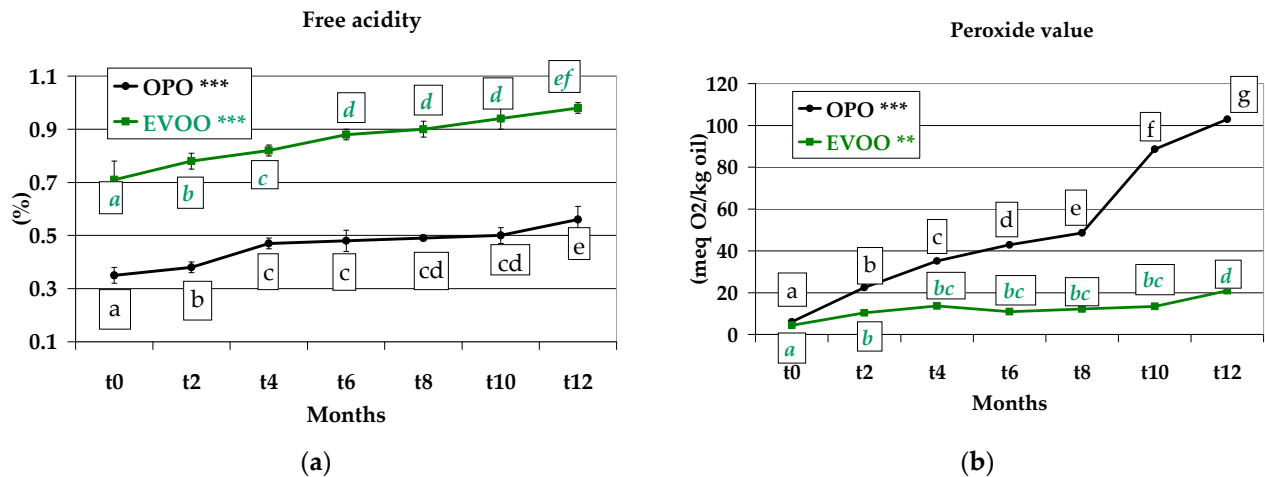 Free acidity
1.1
0.9
0.7
0.5
0.3
0.1
(%)
OPO ***
EVOO ***
a
b
c
d
d
d
ef
a
b
c
c
cd
cd
e
t0 t2 t4 t6 t8 t10 t12
Months
(a)
Peroxide value
120
100
80
60
40
20
0
(meq O2/kg oil)
OPO ***
EVOO **
a
b
c
d
e
f
g
a
b
bc
bc
bc
bc
d
t0 t2 t4 t6 t8 t10 t12
Months
(b)